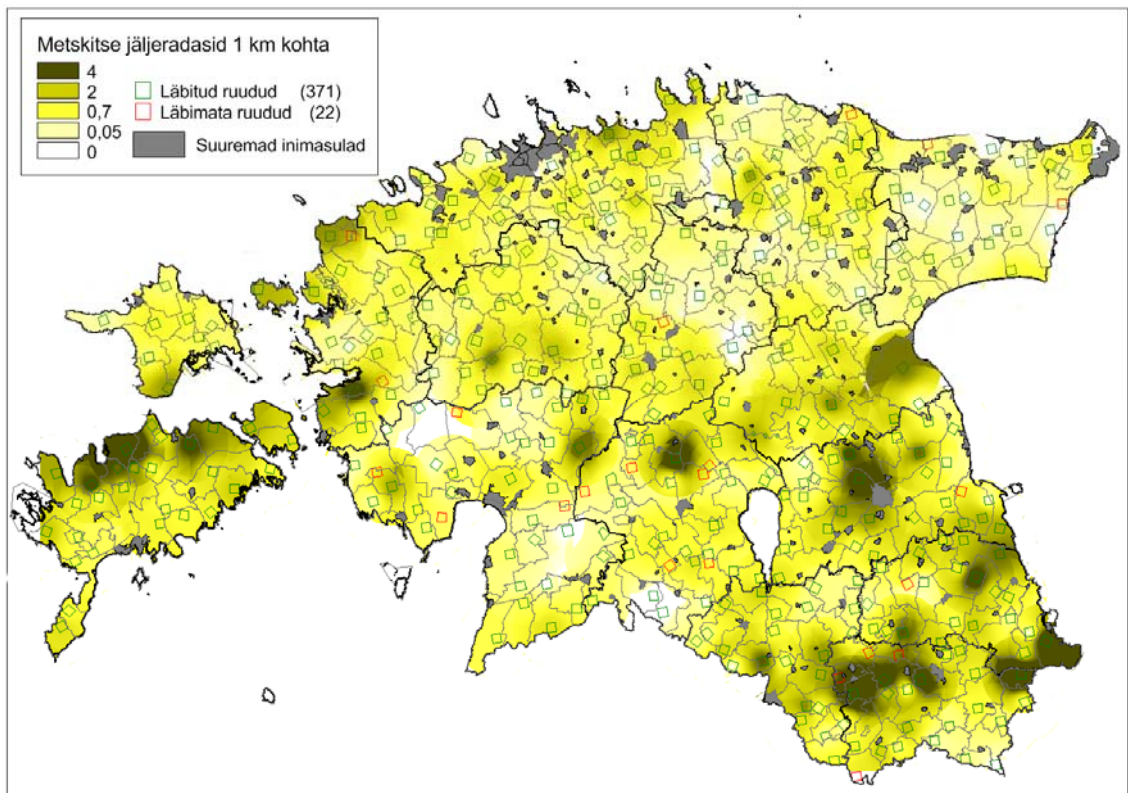 Metskitse jäljeradasid 1 km kohta
4
2
0,7
0,05
0
Läbitud ruudud (371)
Läbimata ruudud (22)
Suuremad inimasulad